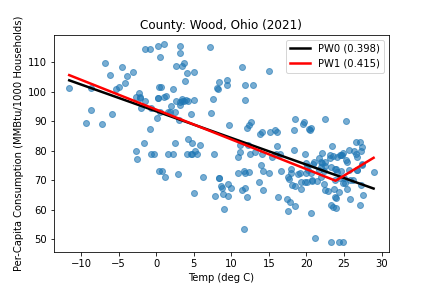 County: Wood, Ohio (2021)
Per-Capita Consumption (MMBtu/1000 Households)
110
100
90
80
70
60
50
PW0 (0.398)
PW1 (0.415)
−10 −5 0 5 10 15 20 25 30
Temp (deg C)